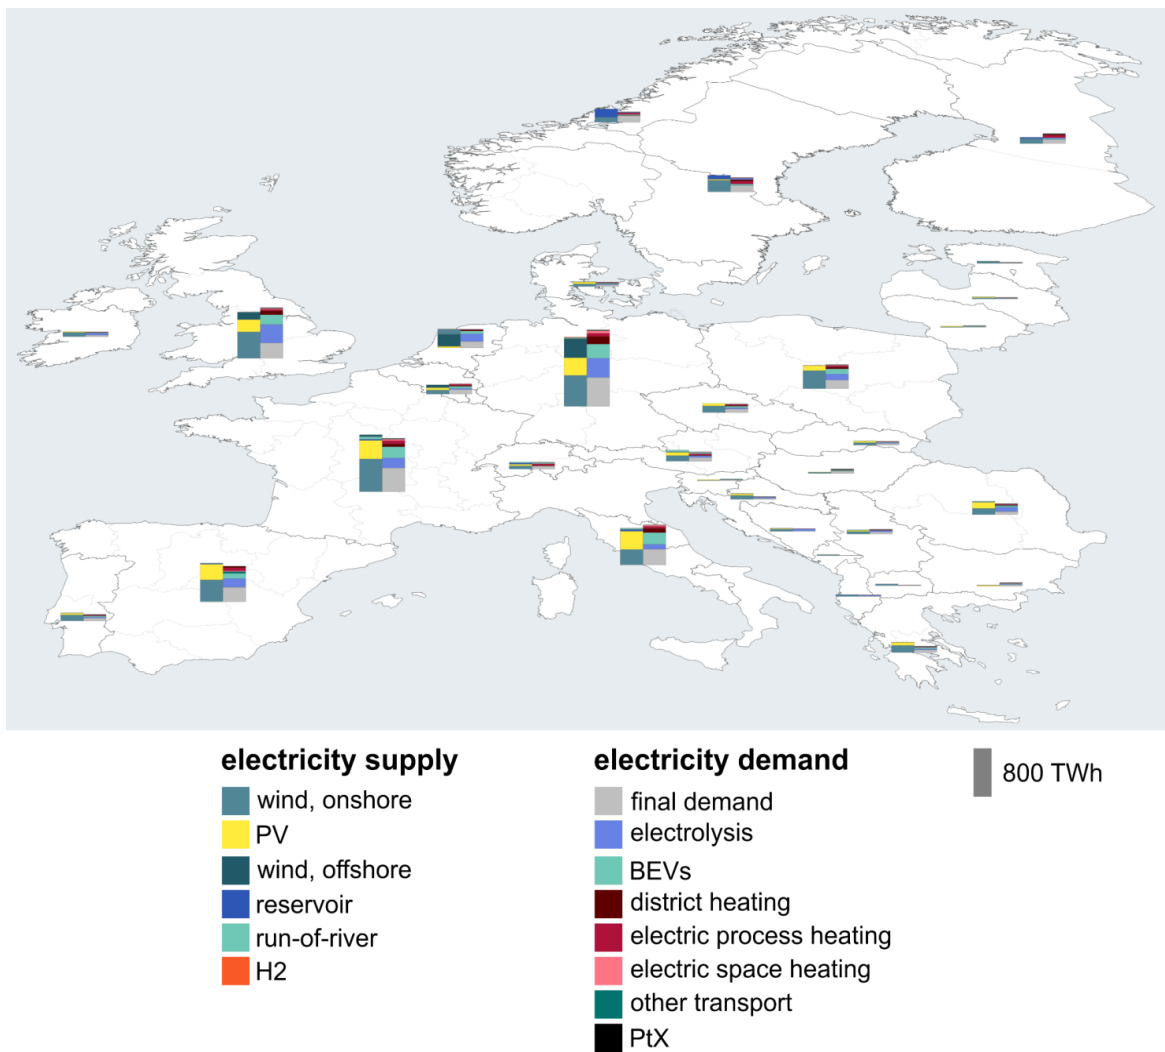 electricity supply
wind, onshore
PV
wind, offshore
reservoir
run-of-river
H2
electricity demand
final demand
electrolysis
BEVs
district heating
electric process heating
electric space heating
other transport
PtX
800 TWh